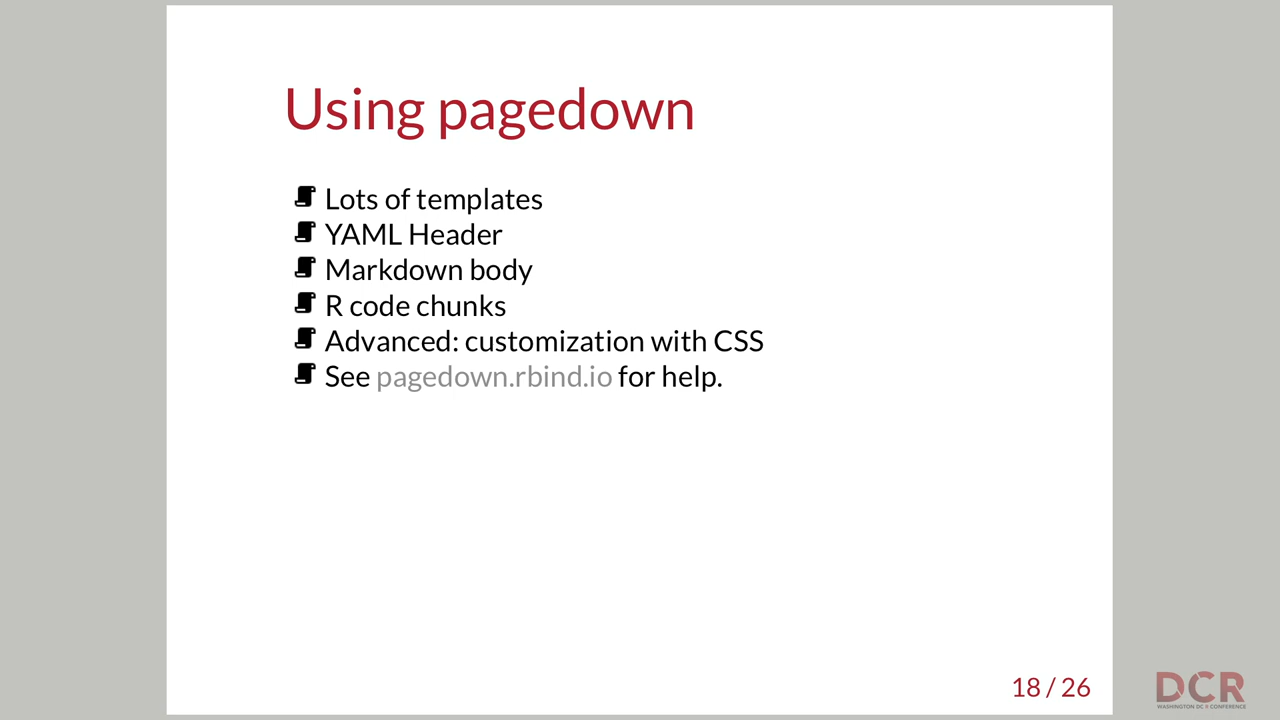 Using pagedown
Lots of templates
YAML Header
Markdown body
R code chunks
Advanced: customization with CSS
See pagedown.rbind.io for help.
18 / 26
DCR
WASHINGTON DC R CONFERENCE